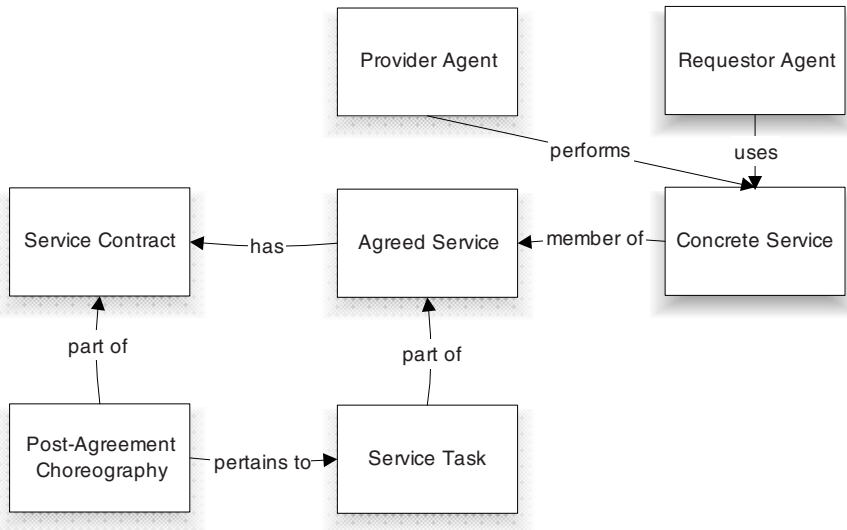 Provider Agent
Requestor Agent
performs
uses
Service Contract
has
Agreed Service
member of
Concrete Service
part of
part of
Post-Agreement
Choreography
pertains to
Service Task